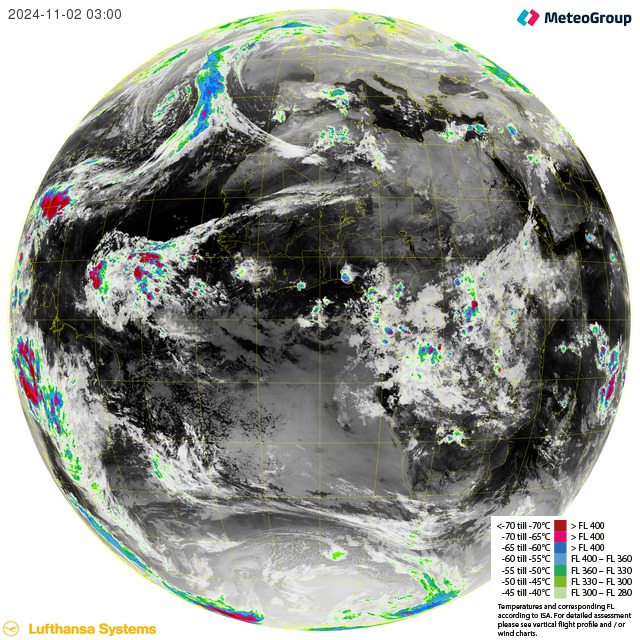 2024-11-02 03:00
MeteoGroup
<-70 till -70°C > FL 400
-70 till -65°C > FL 400
-65 till -60°C > FL 400
-60 till -55°C FL 400 – FL 360
-55 till -50°C FL 360 – FL 330
-50 till -45°C FL 330 – FL 300
-45 till -40°C FL 300 – FL 280
Temperatures and corresponding FL
according to ISA. For detailed assessment
please see vertical flight profile and / or
wind charts.
Lufthansa Systems